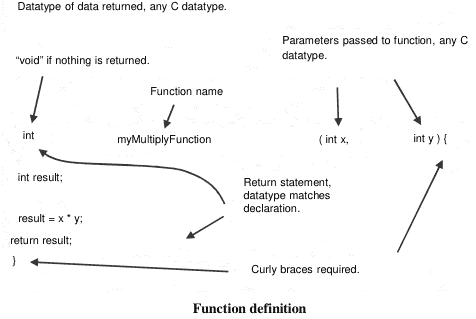 Datatype of data returned, any C datatype.
Parameters passed to function, any C
datatype.
“void” if nothing is returned.
Function name
int myMultiplyFunction ( int x, int y ) {
int result;
Return statement,
datatype matches
declaration.
result = x * y;
return result;
}
Curly braces required.
Function definition